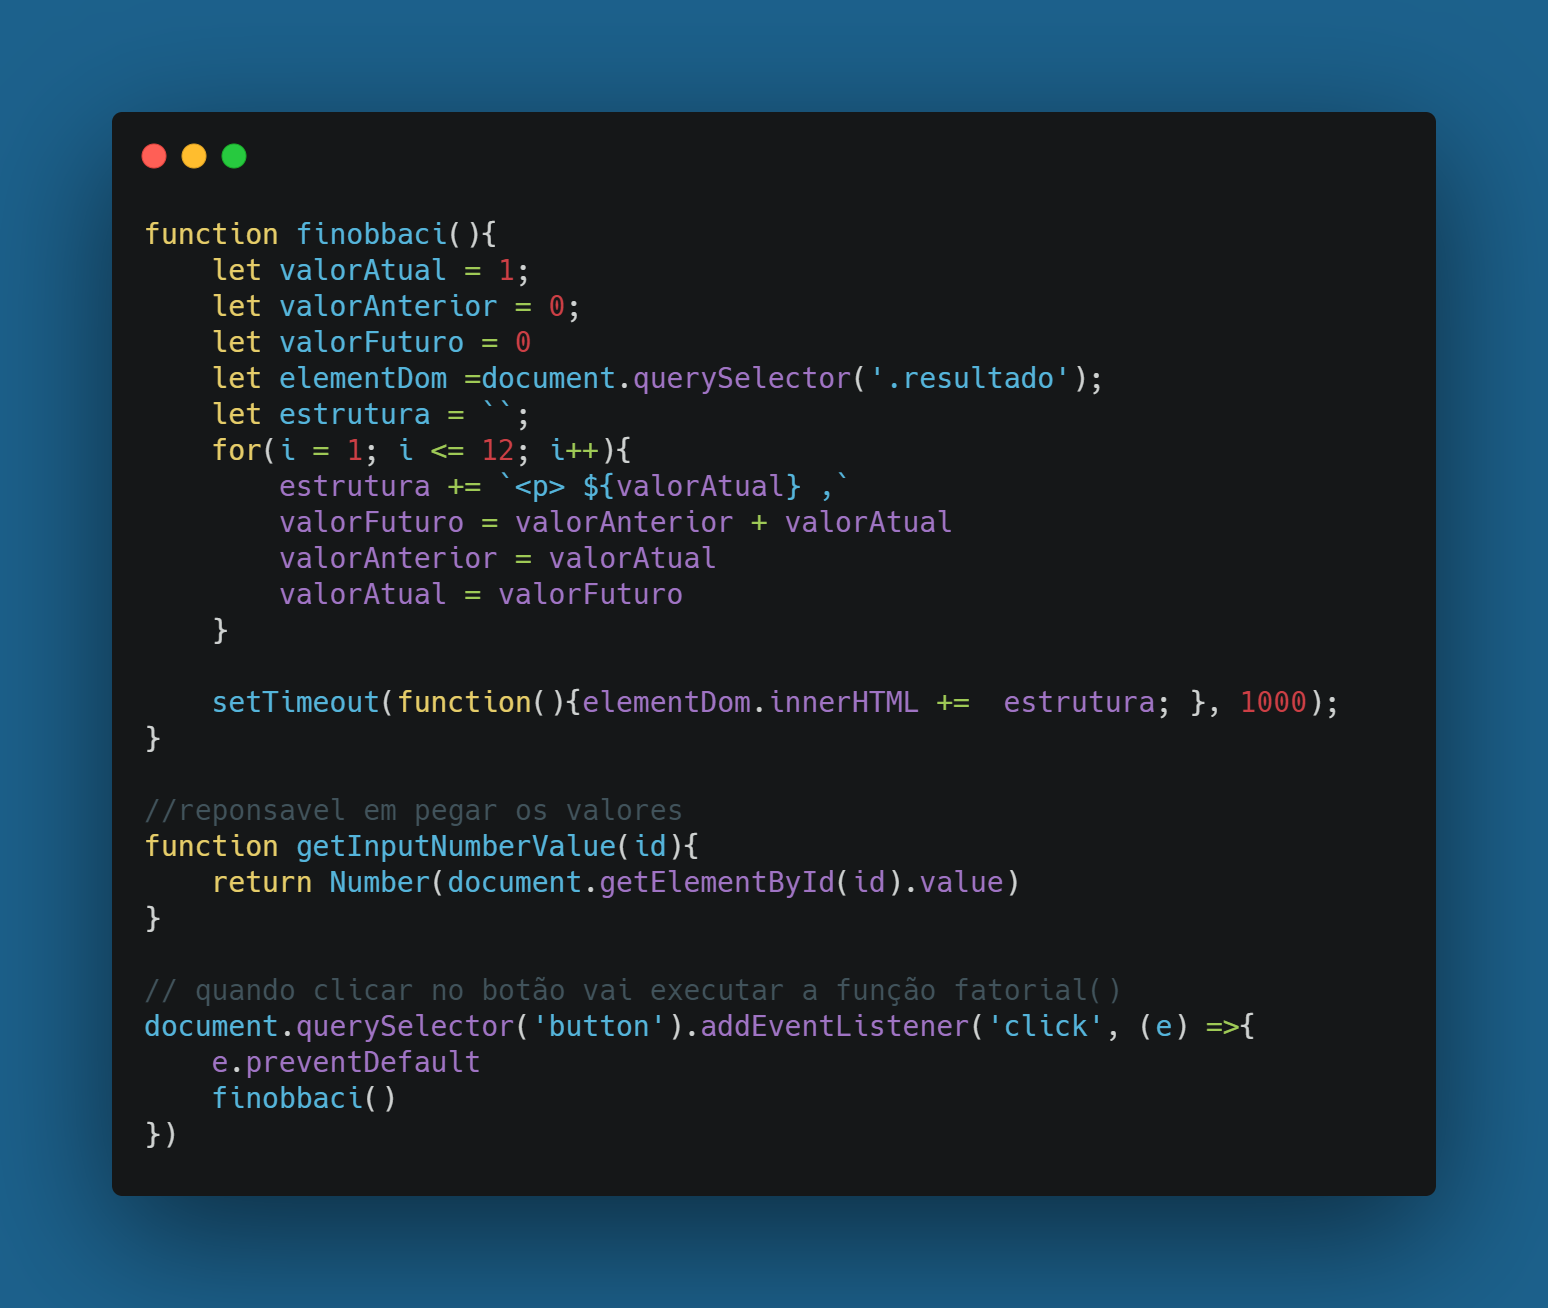 function finobbaci(){
    let valorAtual = 1;
    let valorAnterior = 0;
    let valorFuturo = 0
    let elementDom =document.querySelector('.resultado');
    let estrutura = ``;
    for(i = 1; i <= 12; i++){
        estrutura += `<p> ${valorAtual} ,`
        valorFuturo = valorAnterior + valorAtual
        valorAnterior = valorAtual
        valorAtual = valorFuturo
    }

    setTimeout(function(){elementDom.innerHTML +=  estrutura; }, 1000);
}

//reponsavel em pegar os valores
function getInputNumberValue(id){
    return Number(document.getElementById(id).value)
}

// quando clicar no botão vai executar a função fatorial()
document.querySelector('button').addEventListener('click', (e) =>{
    e.preventDefault
    finobbaci()
})